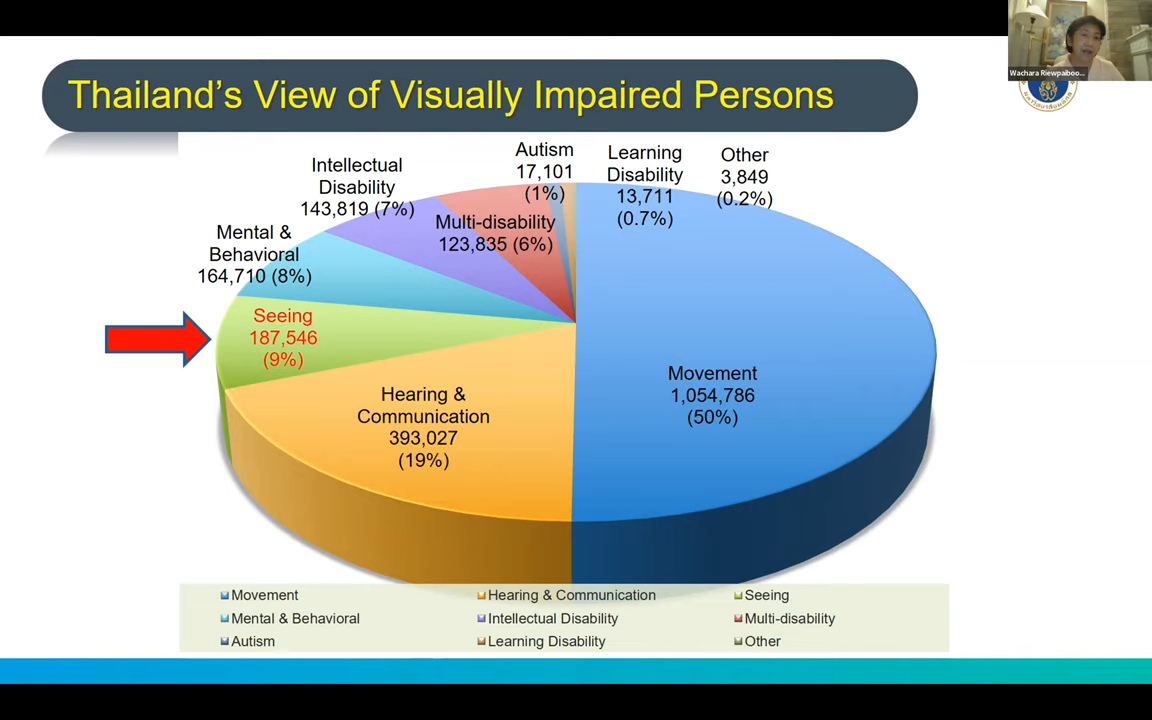 Thailand’s View of Visually Impaired Persons
Wachara Riewpaiboo...
Autism
17,101
(1%)
Learning
Disability
13,711
(0.7%)
Other
3,849
(0.2%)
Intellectual
Disability
143,819 (7%)
Multi-disability
123,835 (6%)
Mental &
Behavioral
164,710 (8%)
Seeing
187,546
(9%)
Movement
1,054,786
(50%)
Hearing &
Communication
393,027
(19%)
Movement
Hearing & Communication
Seeing
Mental & Behavioral
Intellectual Disability
Multi-disability
Autism
Learning Disability
Other